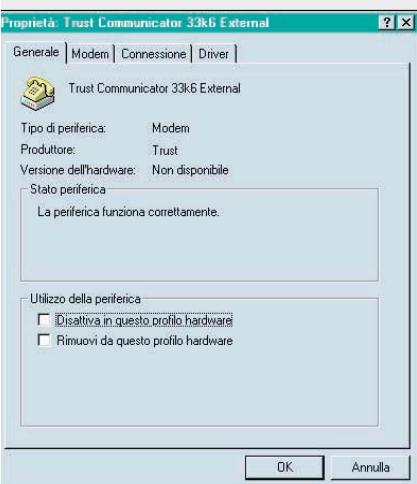 Proprietà: Trust Communicator 33k6 External
Generale Modem Connessione Driver
Trust Communicator 33k6 External
Tipo di periferica: Modem
Produttore: Trust
Versione dell'hardware: Non disponibile
Stato periferica
La periferica funziona correttamente.
Utilizzo della periferica
Disattiva in questo profilo hardware
Rimuovi da questo profilo hardware
OK Annulla